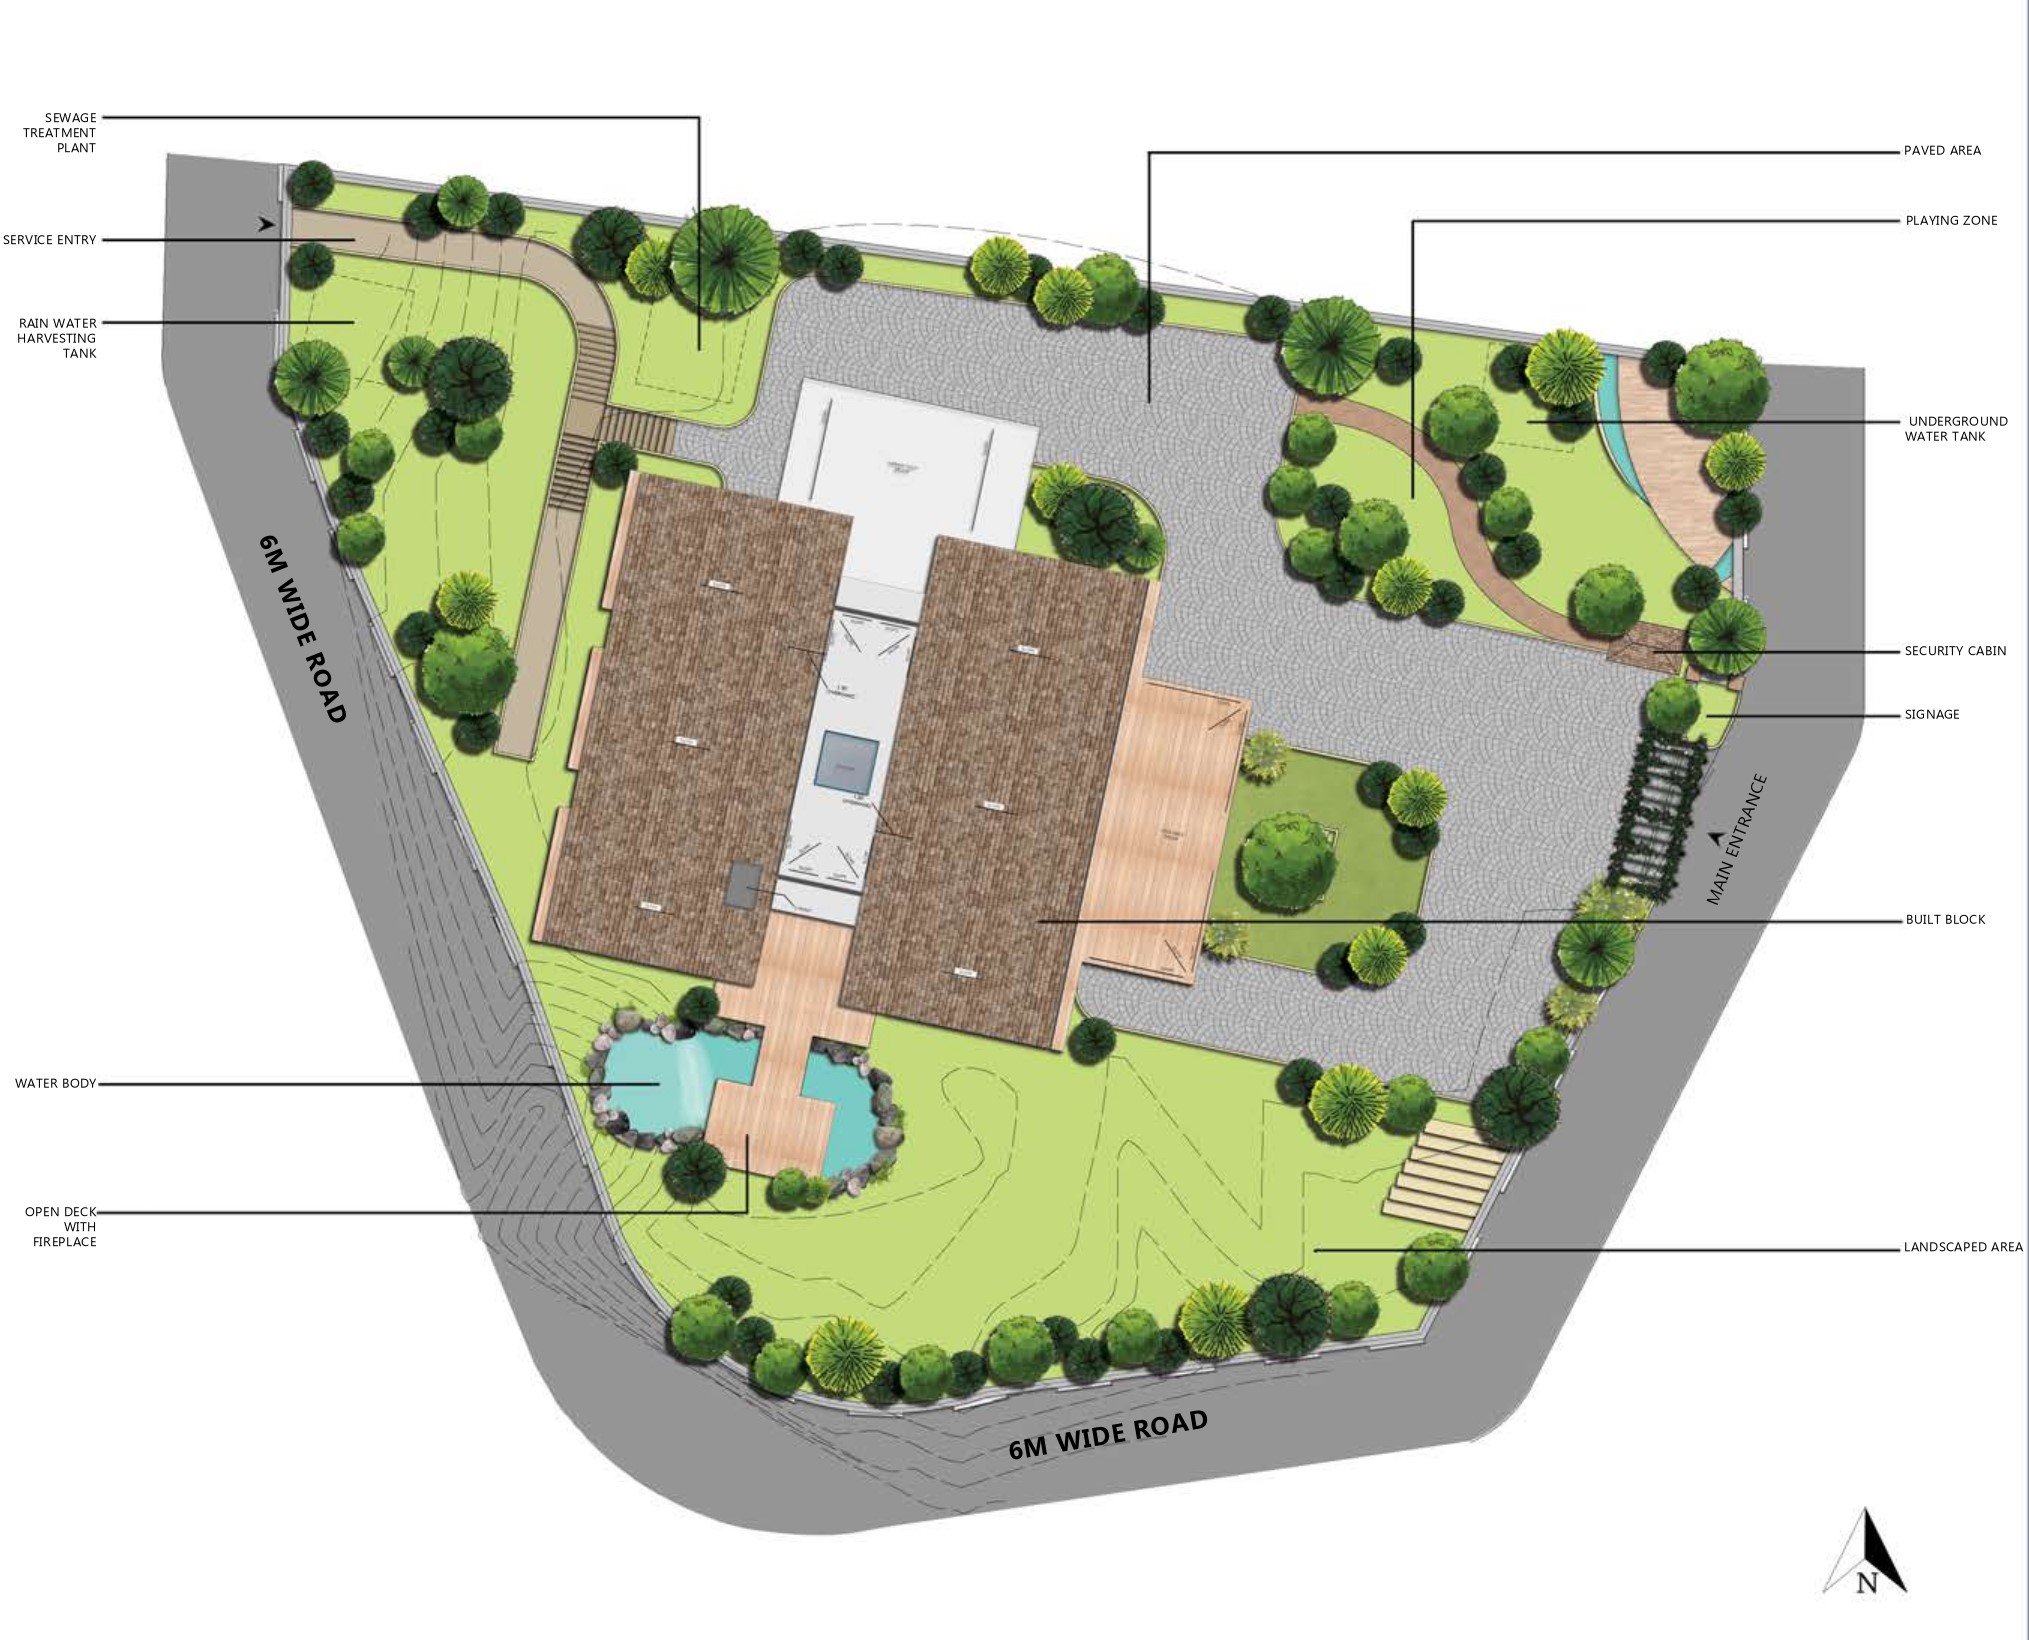 SEWAGE
TREATMENT
PLANT
SERVICE ENTRY
RAIN WATER
HARVESTING
TANK
6M WIDE ROAD
WATER BODY
OPEN DECK
WITH
FIREPLACE
PAVED AREA
PLAYING ZONE
UNDERGROUND
WATER TANK
SECURITY CABIN
SIGNAGE
MAIN ENTRANCE
BUILT BLOCK
LANDSCAPED AREA
6M WIDE ROAD
N